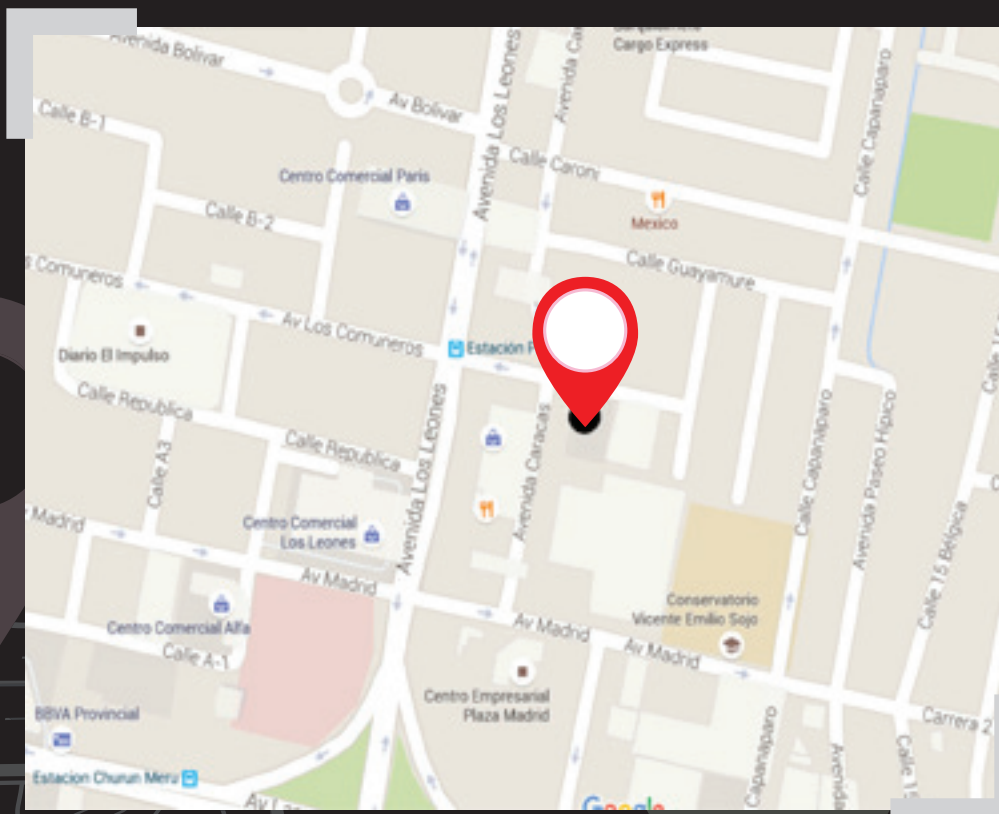 Avenida Bolivar
Cargo Express
Avenida Los Leones
Av Bolivar
Calle Capanaparo
Calle B-1
Calle Caroni
Centro Comercial Paris
Mexico
Calle B-2
Calle Guayamure
s Comuneros
Av Los Comuneros
Estación P
Diario El Impulso
Calle Republica
Calle Republica
Calle A3
Avenida Los Leones
Avenida Caracas
Calle Capanaparo
Avenida Paseo Hipico
Madrid
Centro Comercial
Los Leones
Av Madrid
Calle 15 Belgica
Conservatorio
Vicente Emilio Sojo
Av Madrid
Av Madrid
Centro Comercial Alfa
Calle A-1
Centro Empresarial
Plaza Madrid
BBVA Provincial
Carrera 2
Capanaparo
Estacion Churun Meru
Google